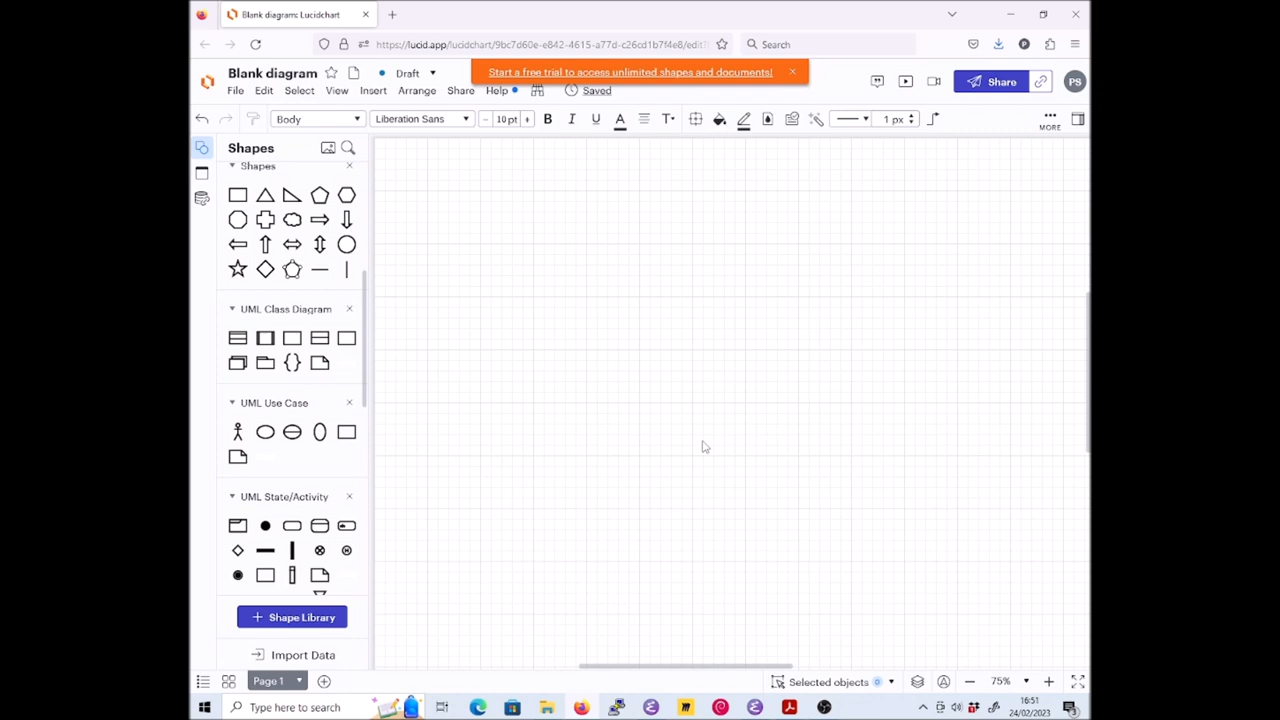 Blank diagram: Lucidchart
https://lucid.app/lucidchart/9bc7d60e-e842-4615-a77d-c26cd1b7f4e8/edit?
Search
Blank diagram
Draft
Start a free trial to access unlimited shapes and documents!
Share
PS
File Edit Select View Insert Arrange Share Help Saved
Body Liberation Sans 10 pt B I U A T 1 px MORE
Shapes
Shapes
UML Class Diagram
UML Use Case
UML State/Activity
+ Shape Library
Import Data
Page 1
Selected objects 0
75%
Type here to search
16:51
24/02/2023